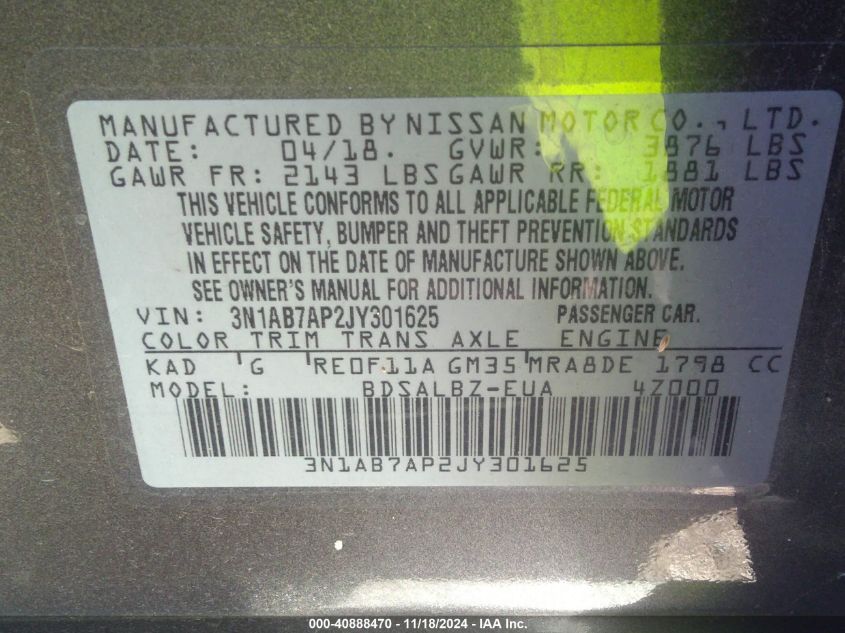 MANUFACTURED BY NISSAN MOTOR CO., LTD.
DATE: 04/18. GVWR: 3876 LBS
GAWR FR: 2143 LBS GAWR RR: 1881 LBS
THIS VEHICLE CONFORMS TO ALL APPLICABLE FEDERAL MOTOR
VEHICLE SAFETY, BUMPER AND THEFT PREVENTION STANDARDS
IN EFFECT ON THE DATE OF MANUFACTURE SHOWN ABOVE.
SEE OWNER'S MANUAL FOR ADDITIONAL INFORMATION.
VIN: 3N1AB7AP2JY301625 PASSENGER CAR.
COLOR TRIM TRANS AXLE ENGINE
KAD G RE0F11A GM35 MRA8DE 1798 CC
MODEL: BDSALBZ-EUA 4Z000
3N1AB7AP2JY301625
000-40888470 - 11/18/2024 - IAA Inc.